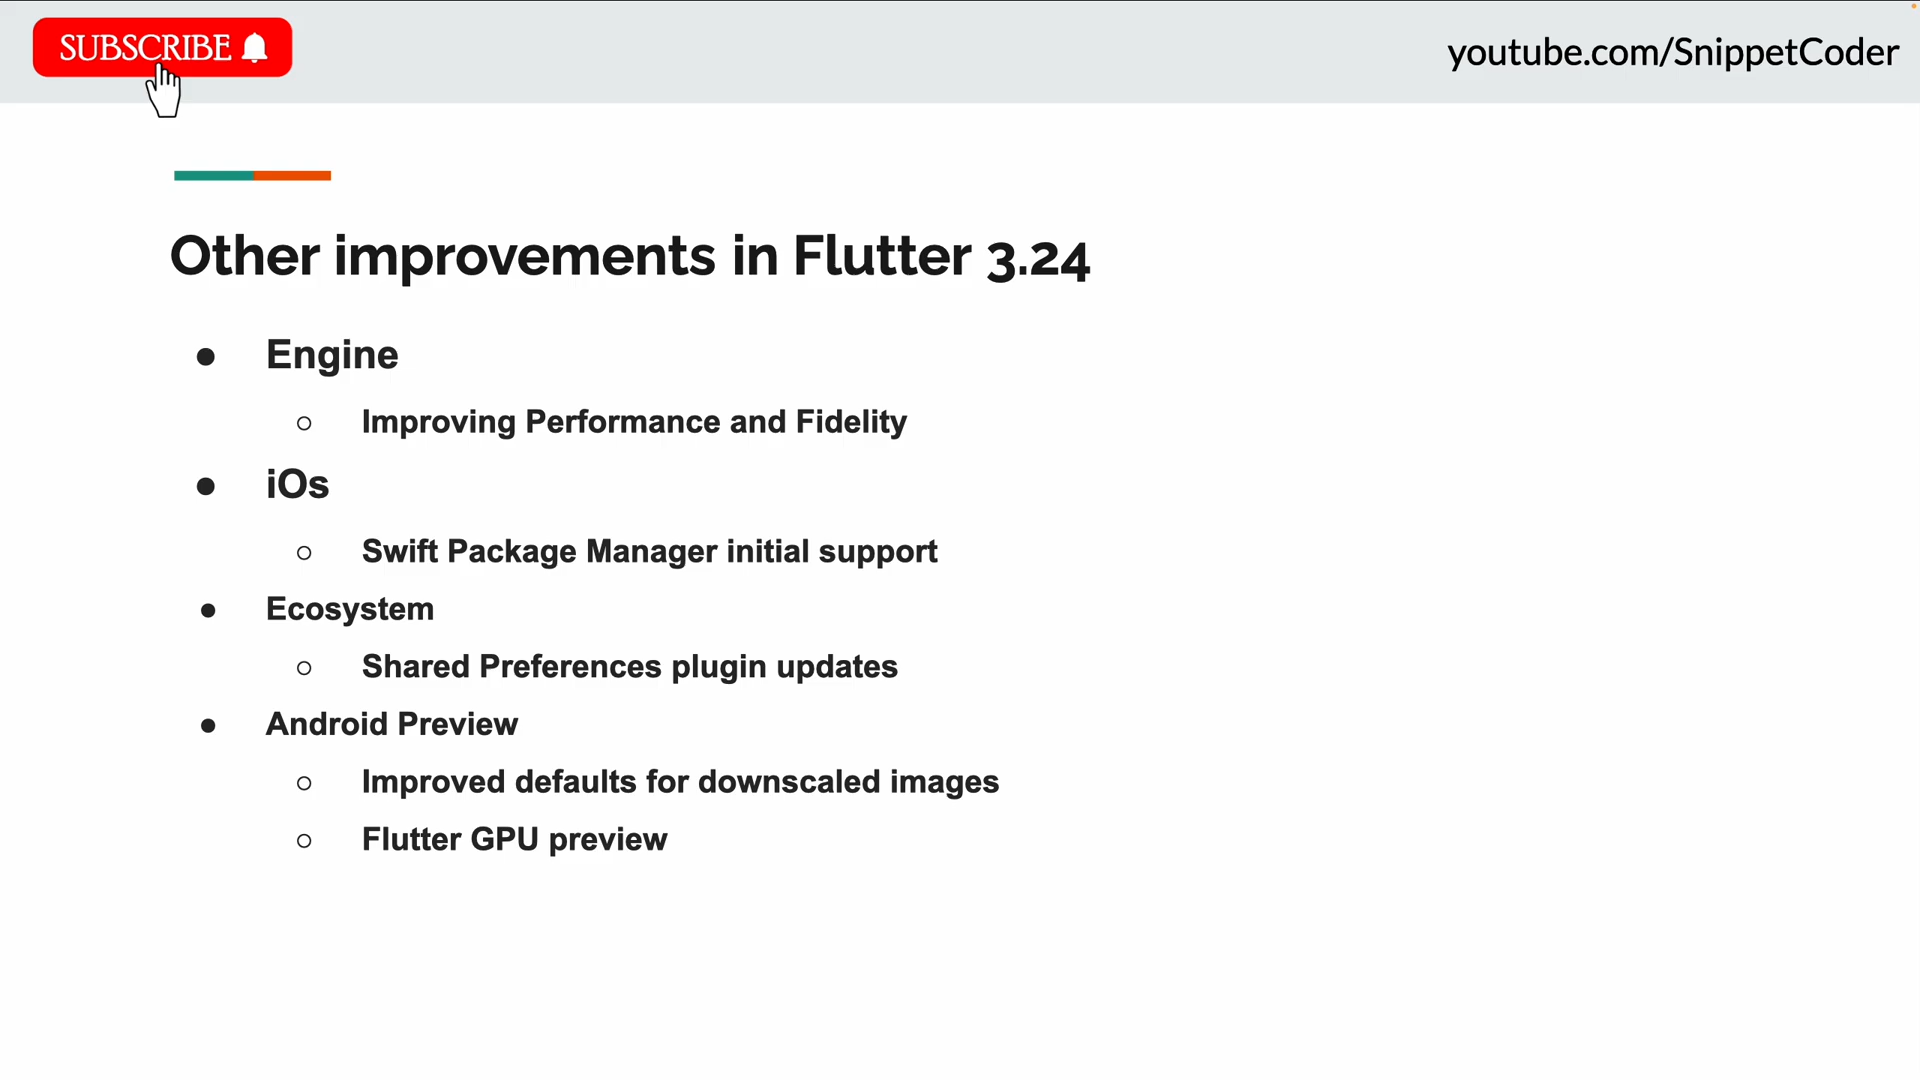 SUBSCRIBE
youtube.com/SnippetCoder
Other improvements in Flutter 3.24
● Engine
○ Improving Performance and Fidelity
● iOs
○ Swift Package Manager initial support
● Ecosystem
○ Shared Preferences plugin updates
● Android Preview
○ Improved defaults for downscaled images
○ Flutter GPU preview